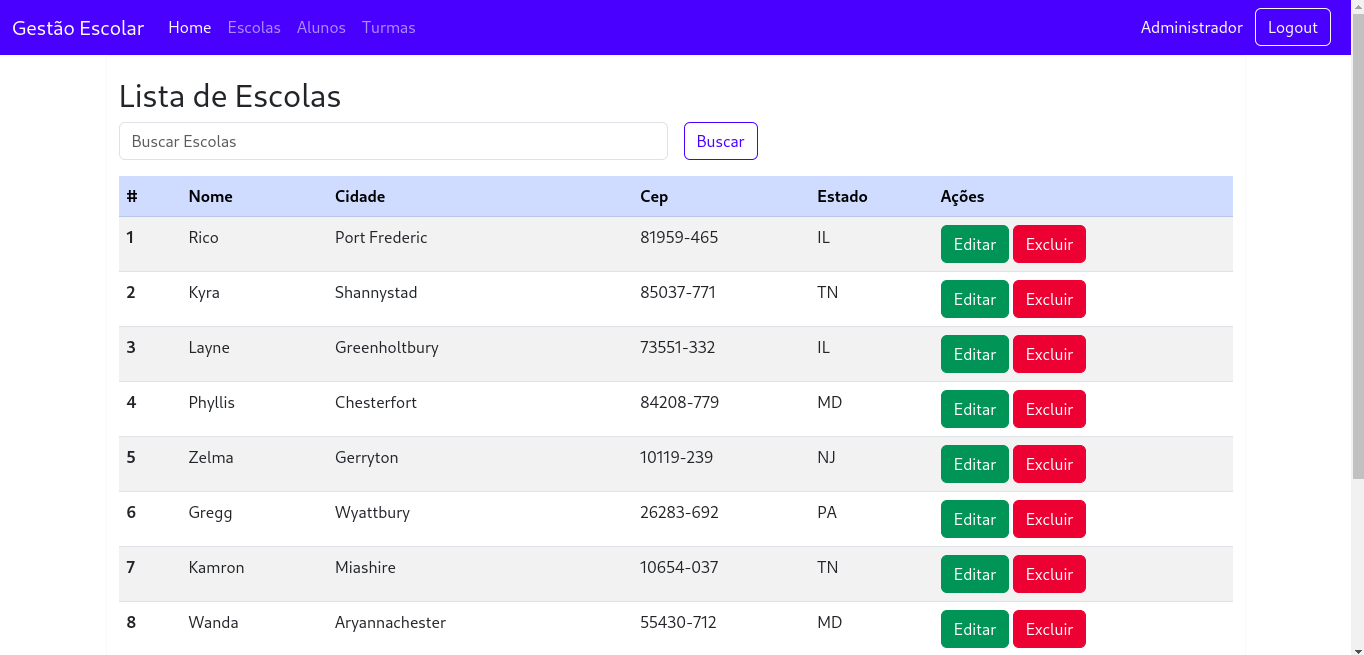 Gestão Escolar Home Escolas Alunos Turmas Administrador Logout
Lista de Escolas
Buscar Escolas Buscar
# Nome Cidade Cep Estado Ações
1 Rico Port Frederic 81959-465 IL Editar Excluir
2 Kyra Shannystad 85037-771 TN Editar Excluir
3 Layne Greenholtbury 73551-332 IL Editar Excluir
4 Phyllis Chesterfort 84208-779 MD Editar Excluir
5 Zelma Gerryton 10119-239 NJ Editar Excluir
6 Gregg Wyattbury 26283-692 PA Editar Excluir
7 Kamron Miashire 10654-037 TN Editar Excluir
8 Wanda Aryannachester 55430-712 MD Editar Excluir